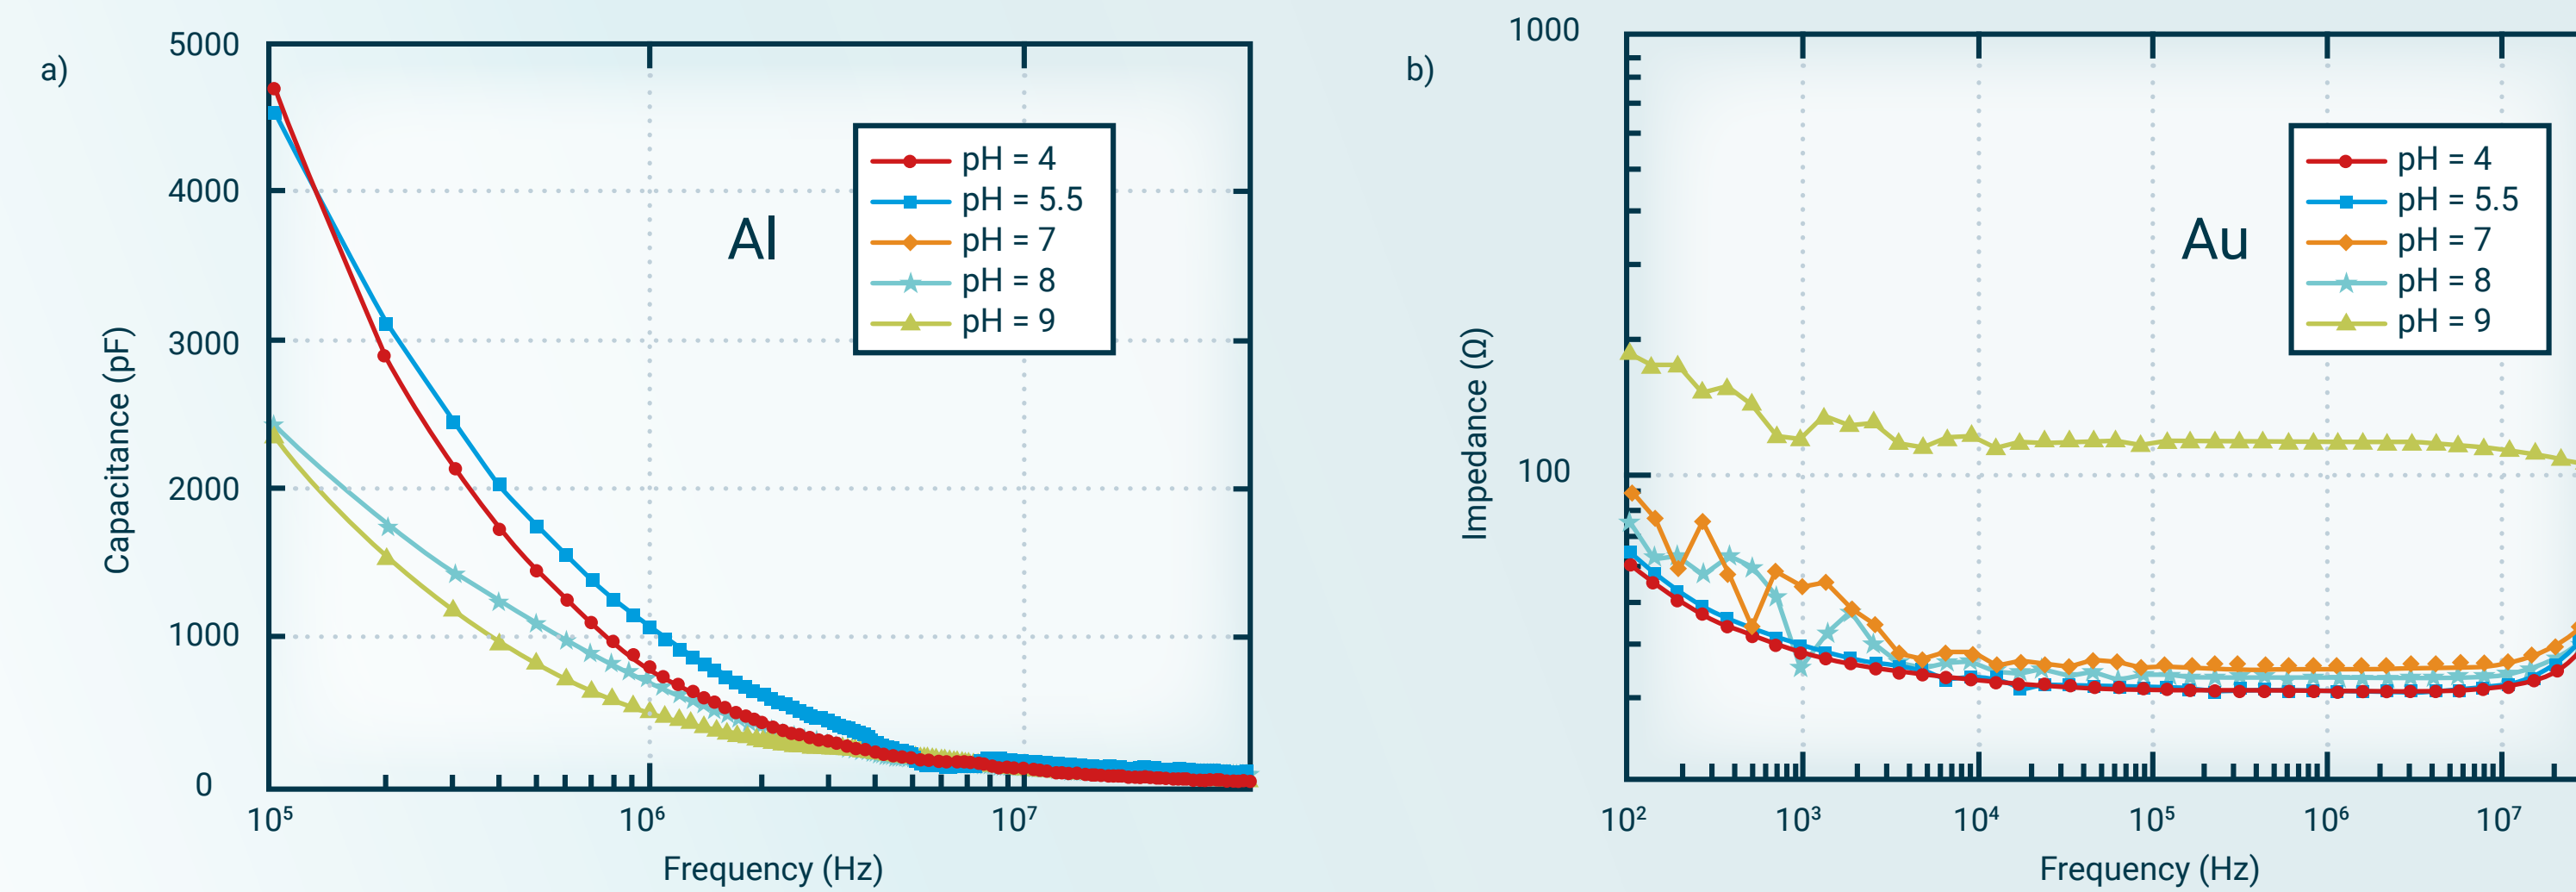 a)
5000
4000
3000
2000
1000
0
Capacitance (pF)
Al
pH = 4
pH = 5.5
pH = 7
pH = 8
pH = 9
10⁵
10⁶
10⁷
Frequency (Hz)
b)
1000
100
Impedance (Ω)
Au
pH = 4
pH = 5.5
pH = 7
pH = 8
pH = 9
10²
10³
10⁴
10⁵
10⁶
10⁷
Frequency (Hz)